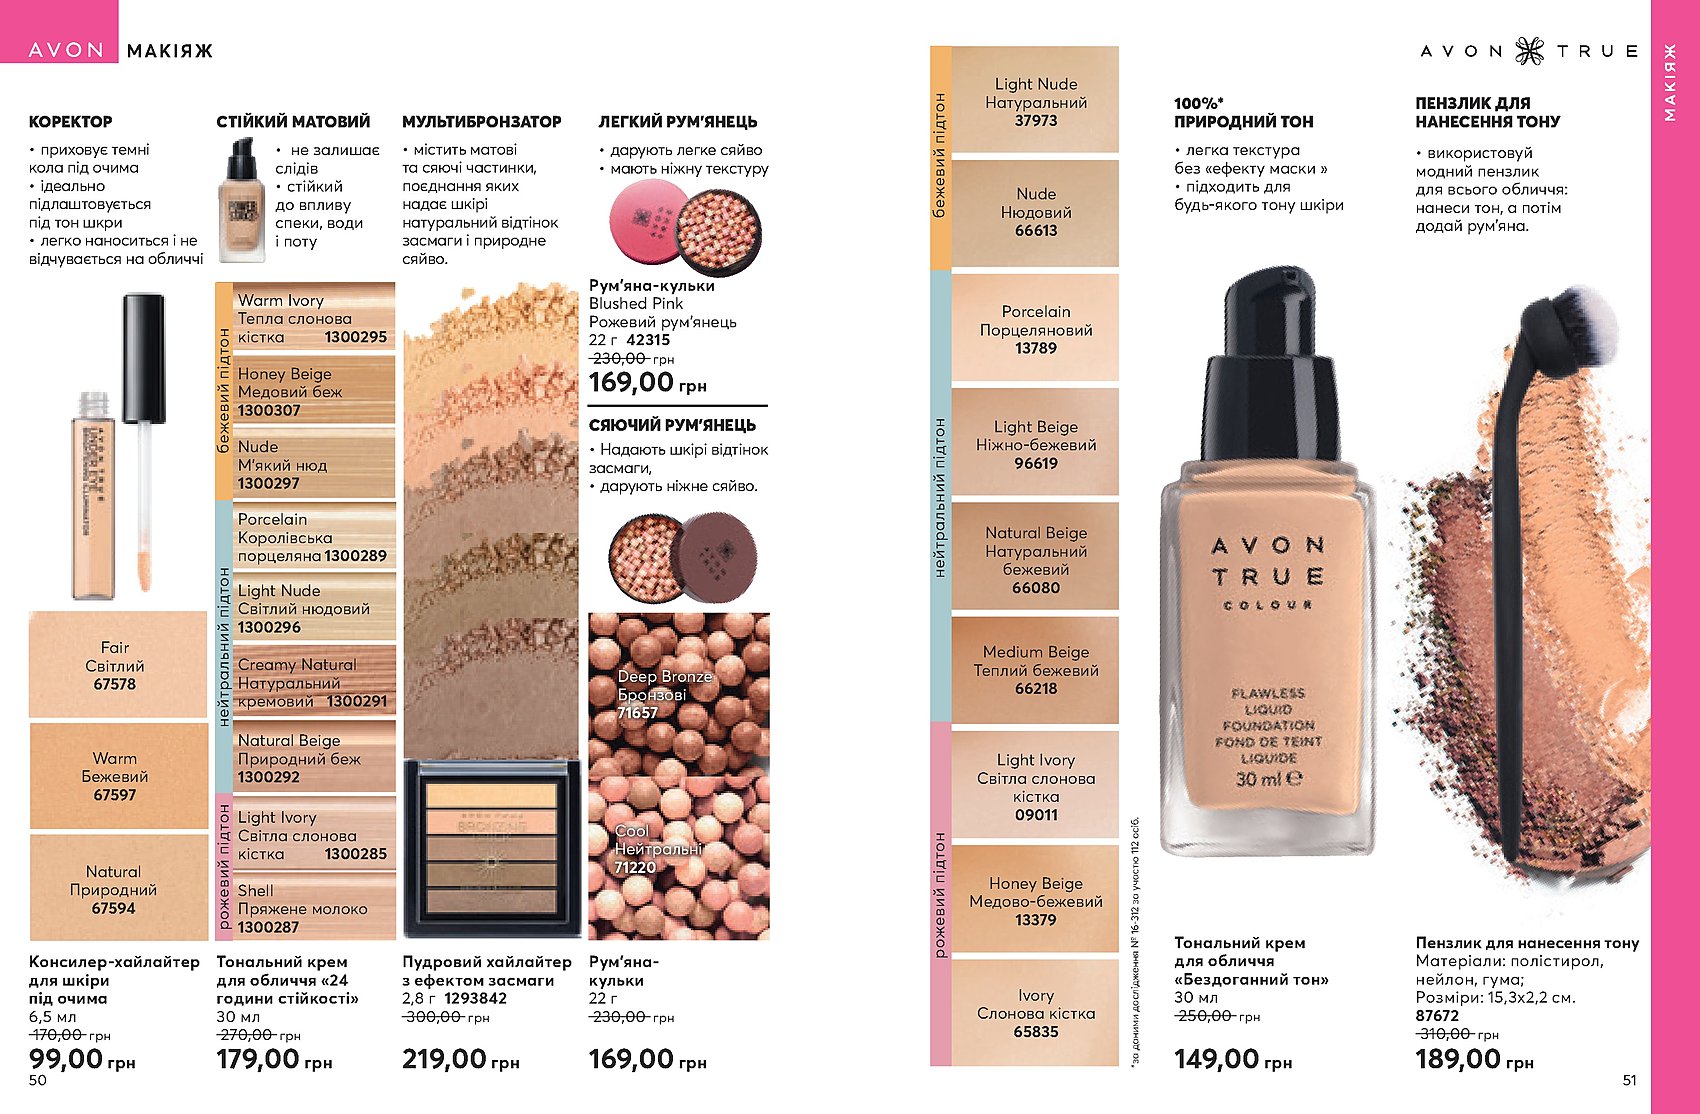 AVON МАКІЯЖ
КОРЕКТОР
• приховує темні
кола під очима
• ідеально
підлаштовується
під тон шкри
• легко наноситься і не
відчувається на обличчі
Fair
Світлий
67578
Warm
Бежевий
67597
Natural
Природний
67594
Консилер-хайлайтер
для шкіри
під очима
6,5 мл
170,00 грн
99,00 грн
50
СТІЙКИЙ МАТОВИЙ
• не залишає
слідів
• стійкий
до впливу
спеки, води
і поту
бежевий підтон
Warm Ivory
Тепла слонова
кістка 1300295
Honey Beige
Медовий беж
1300307
Nude
М'який нюд
1300297
нейтральний підтон
Porcelain
Королівська
порцеляна 1300289
Light Nude
Світлий нюдовий
1300296
Creamy Natural
Натуральний
кремовий 1300291
Natural Beige
Природний беж
1300292
рожевий підтон
Light Ivory
Світла слонова
кістка 1300285
Shell
Пряжене молоко
1300287
Тональний крем
для обличчя «24
години стійкості»
30 мл
270,00 грн
179,00 грн
МУЛЬТИБРОНЗАТОР
• містить матові
та сяючі частинки,
поєднання яких
надає шкірі
натуральний відтінок
засмаги і природне
сяйво.
Пудровий хайлайтер
з ефектом засмаги
2,8 г 1293842
300,00 грн
219,00 грн
ЛЕГКИЙ РУМ'ЯНЕЦЬ
• дарують легке сяйво
• мають ніжну текстуру
Рум'яна-кульки
Blushed Pink
Рожевий рум'янець
22 г 42315
230,00 грн
169,00 грн
СЯЮЧИЙ РУМ'ЯНЕЦЬ
• Надають шкірі відтінок
засмаги,
• дарують ніжне сяйво.
Deep Bronze
Бронзові
71657
Cool
Нейтральні
71220
Рум'яна-
кульки
22 г
230,00 грн
169,00 грн
AVON TRUE
МАКІЯЖ
бежевий підтон
Light Nude
Натуральний
37973
Nude
Нюдовий
66613
нейтральний підтон
Porcelain
Порцеляновий
13789
Light Beige
Ніжно-бежевий
96619
Natural Beige
Натуральний
бежевий
66080
Medium Beige
Теплий бежевий
66218
рожевий підтон
Light Ivory
Світла слонова
кістка
09011
Honey Beige
Медово-бежевий
13379
Ivory
Слонова кістка
65835
*за даними дослідження № 16-312 за участю 112 осіб.
100%*
ПРИРОДНИЙ ТОН
• легка текстура
без «ефекту маски »
• підходить для
будь-якого тону шкіри
AVON
TRUE
COLOUR
FLAWLESS
LIQUID
FOUNDATION
FOND DE TEINT
LIQUIDE
30 ml ℮
Тональний крем
для обличчя
«Бездоганний тон»
30 мл
250,00 грн
149,00 грн
ПЕНЗЛИК ДЛЯ
НАНЕСЕННЯ ТОНУ
• використовуй
модний пензлик
для всього обличчя:
нанеси тон, а потім
додай рум'яна.
Пензлик для нанесення тону
Матеріали: полістирол,
нейлон, гума;
Розміри: 15,3х2,2 см.
87672
310,00 грн
189,00 грн
51